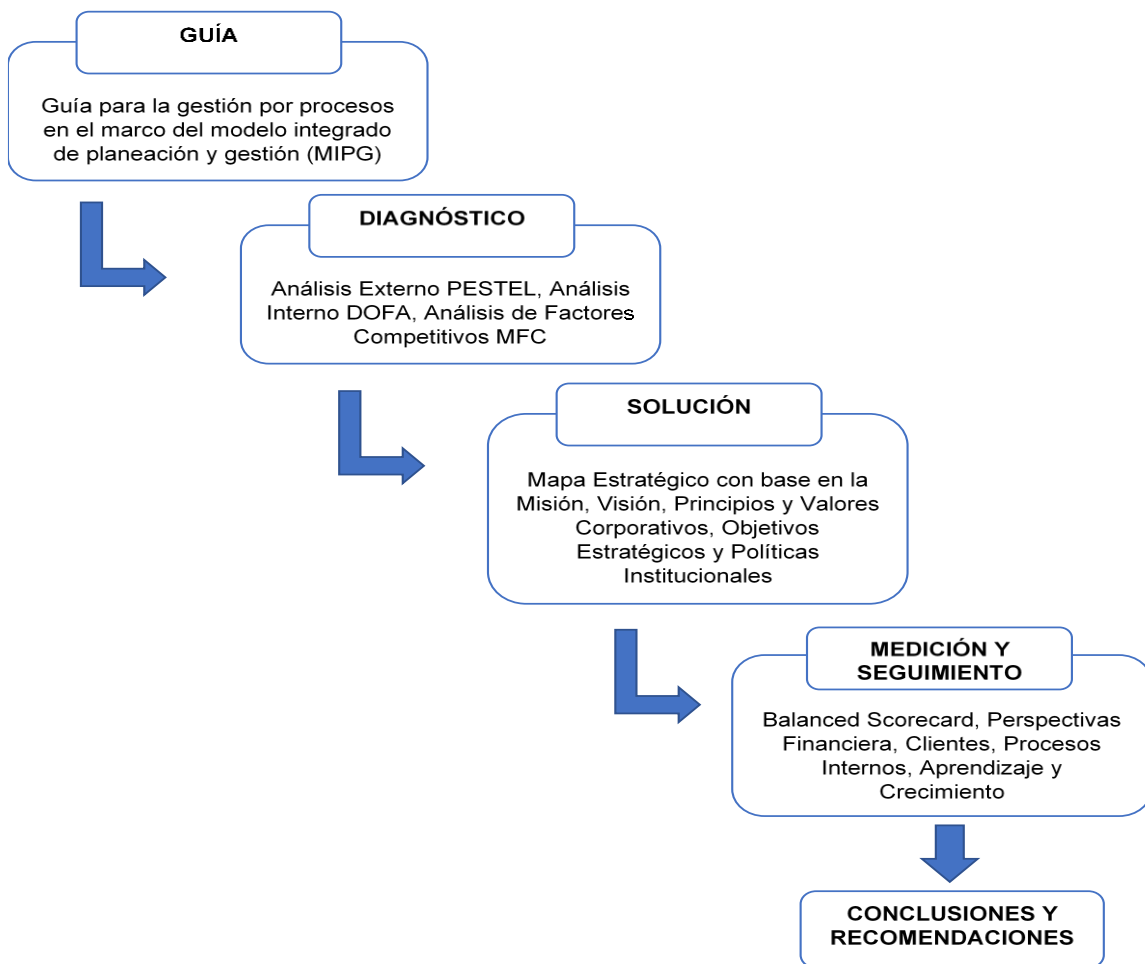 GUÍA
Guía para la gestión por procesos
en el marco del modelo integrado
de planeación y gestión (MIPG)
DIAGNÓSTICO
Análisis Externo PESTEL, Análisis
Interno DOFA, Análisis de Factores
Competitivos MFC
SOLUCIÓN
Mapa Estratégico con base en la
Misión, Visión, Principios y Valores
Corporativos, Objetivos
Estratégicos y Políticas
Institucionales
MEDICIÓN Y
SEGUIMIENTO
Balanced Scorecard, Perspectivas
Financiera, Clientes, Procesos
Internos, Aprendizaje y
Crecimiento
CONCLUSIONES Y
RECOMENDACIONES